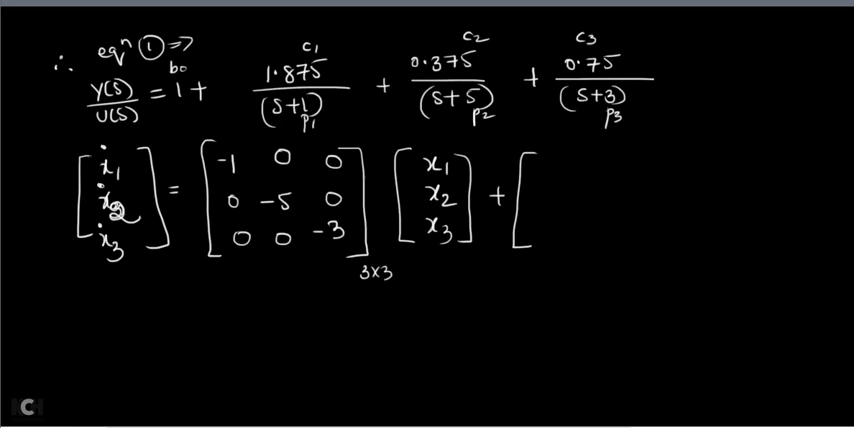 ∴ eqⁿ ① ⇒
Y(S)/U(S) = 1 + 1.875/(S+1) + 0.375/(S+5) + 0.75/(S+3)
b₀ C₁ C₂ C₃
P₁ P₂ P₃
[ẋ₁ ẋ₂ ẋ₃] = [-1 0 0
0 -5 0
0 0 -3] 3×3 [x₁ x₂ x₃] + [
C